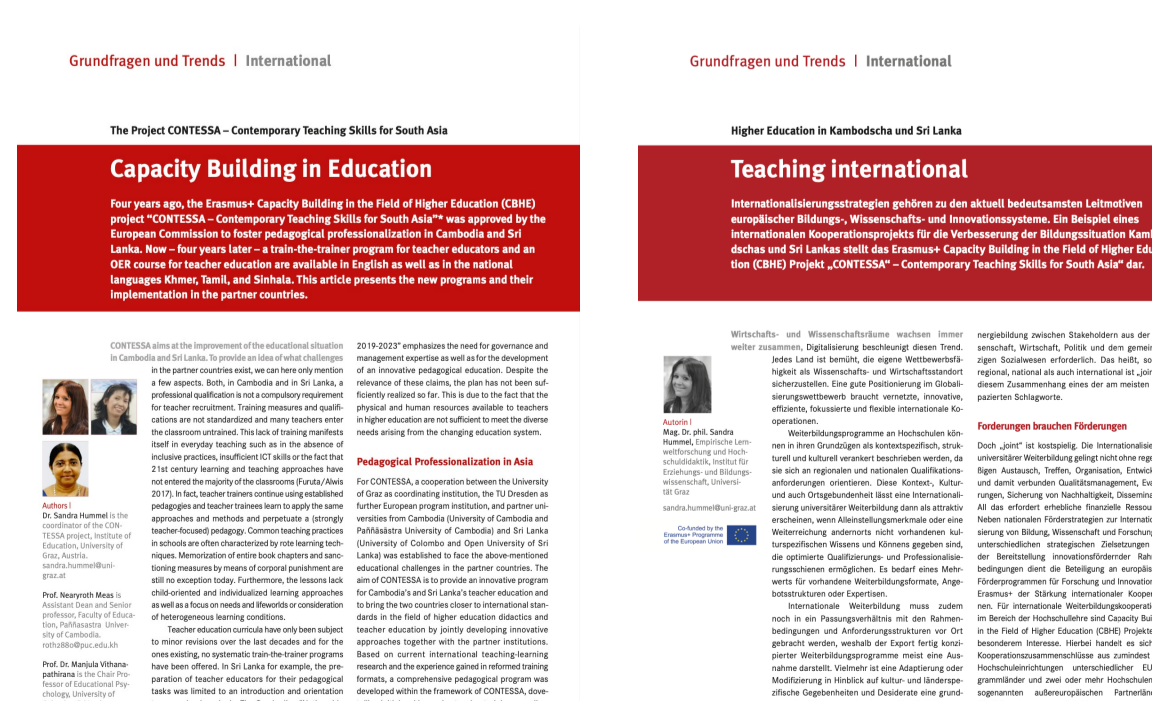 Grundfragen und Trends | International
The Project CONTESSA – Contemporary Teaching Skills for South Asia
Capacity Building in Education
Four years ago, the Erasmus+ Capacity Building in the Field of Higher Education (CBHE)
project “CONTESSA – Contemporary Teaching Skills for South Asia”* was approved by the
European Commission to foster pedagogical professionalization in Cambodia and Sri
Lanka. Now – four years later – a train-the-trainer program for teacher educators and an
OER course for teacher education are available in English as well as in the national
languages Khmer, Tamil, and Sinhala. This article presents the new programs and their
implementation in the partner countries.
Authors |
Dr. Sandra Hummel is the
coordinator of the CON-
TESSA project, Institute of
Education, University of
Graz, Austria.
sandra.hummel@uni-
graz.at
Prof. Nearyroth Meas is
Assistant Dean and Senior
professor, Faculty of Educa-
tion, Paññasastra Univer-
sity of Cambodia.
roth2880@puc.edu.kh
Prof. Dr. Manjula Vithana-
pathirana is the Chair Pro-
fessor of Educational Psy-
chology, University of
CONTESSA aims at the improvement of the educational situation
in Cambodia and Sri Lanka. To provide an idea of what challenges
in the partner countries exist, we can here only mention
a few aspects. Both, in Cambodia and in Sri Lanka, a
professional qualification is not a compulsory requirement
for teacher recruitment. Training measures and qualifi-
cations are not standardized and many teachers enter
the classroom untrained. This lack of training manifests
itself in everyday teaching such as in the absence of
inclusive practices, insufficient ICT skills or the fact that
21st century learning and teaching approaches have
not entered the majority of the classrooms (Furuta/Alwis
2017). In fact, teacher trainers continue using established
pedagogies and teacher trainees learn to apply the same
approaches and methods and perpetuate a (strongly
teacher-focused) pedagogy. Common teaching practices
in schools are often characterized by rote learning tech-
niques. Memorization of entire book chapters and sanc-
tioning measures by means of corporal punishment are
still no exception today. Furthermore, the lessons lack
child-oriented and individualized learning approaches
as well as a focus on needs and lifeworlds or consideration
of heterogeneous learning conditions.
Teacher education curricula have only been subject
to minor revisions over the last decades and for the
ones existing, no systematic train-the-trainer programs
have been offered. In Sri Lanka for example, the pre-
paration of teacher educators for their pedagogical
tasks was limited to an introduction and orientation
2019-2023” emphasizes the need for governance and
management expertise as well as for the development
of an innovative pedagogical education. Despite the
relevance of these claims, the plan has not been suf-
ficiently realized so far. This is due to the fact that the
physical and human resources available to teachers
in higher education are not sufficient to meet the diverse
needs arising from the changing education system.
Pedagogical Professionalization in Asia
For CONTESSA, a cooperation between the University
of Graz as coordinating institution, the TU Dresden as
further European program institution, and partner uni-
versities from Cambodia (University of Cambodia and
Paññāsāstra University of Cambodia) and Sri Lanka
(University of Colombo and Open University of Sri
Lanka) was established to face the above-mentioned
educational challenges in the partner countries. The
aim of CONTESSA is to provide an innovative program
for Cambodia's and Sri Lanka's teacher education and
to bring the two countries closer to international stan-
dards in the field of higher education didactics and
teacher education by jointly developing innovative
approaches together with the partner institutions.
Based on current international teaching-learning
research and the experience gained in reformed training
formats, a comprehensive pedagogical program was
developed within the framework of CONTESSA, dove-
Grundfragen und Trends | International
Higher Education in Kambodscha und Sri Lanka
Teaching international
Internationalisierungsstrategien gehören zu den aktuell bedeutsamsten Leitmotiven
europäischer Bildungs-, Wissenschafts- und Innovationssysteme. Ein Beispiel eines
internationalen Kooperationsprojekts für die Verbesserung der Bildungssituation Kam
dschas und Sri Lankas stellt das Erasmus+ Capacity Building in the Field of Higher Edu
tion (CBHE) Projekt „CONTESSA“ – Contemporary Teaching Skills for South Asia“ dar.
Autorin |
Mag. Dr. phil. Sandra
Hummel, Empirische Lern-
weltforschung und Hoch-
schuldidaktik, Institut für
Erziehungs- und Bildungs-
wissenschaft, Universi-
tät Graz
sandra.hummel@uni-graz.at
Co-funded by the
Erasmus+ Programme
of the European Union
Wirtschafts- und Wissenschaftsräume wachsen immer
weiter zusammen, Digitalisierung beschleunigt diesen Trend.
Jedes Land ist bemüht, die eigene Wettbewerbsfä-
higkeit als Wissenschafts- und Wirtschaftsstandort
sicherzustellen. Eine gute Positionierung im Globali-
sierungswettbewerb braucht vernetzte, innovative,
effiziente, fokussierte und flexible internationale Ko-
operationen.
Weiterbildungsprogramme an Hochschulen kön-
nen in ihren Grundzügen als kontextspezifisch, struk-
turell und kulturell verankert beschrieben werden, da
sie sich an regionalen und nationalen Qualifikations-
anforderungen orientieren. Diese Kontext-, Kultur-
und auch Ortsgebundenheit lässt eine Internationali-
sierung universitärer Weiterbildung dann als attraktiv
erscheinen, wenn Alleinstellungsmerkmale oder eine
Weiterreichung andernorts nicht vorhandenen kul-
turspezifischen Wissens und Könnens gegeben sind,
die optimierte Qualifizierungs- und Professionalisie-
rungsschienen ermöglichen. Es bedarf eines Mehr-
werts für vorhandene Weiterbildungsformate, Ange-
botsstrukturen oder Expertisen.
Internationale Weiterbildung muss zudem
noch in ein Passungsverhältnis mit den Rahmen-
bedingungen und Anforderungsstrukturen vor Ort
gebracht werden, weshalb der Export fertig konzi-
pierter Weiterbildungsprogramme meist eine Aus-
nahme darstellt. Vielmehr ist eine Adaptierung oder
Modifizierung in Hinblick auf kultur- und länderspe-
zifische Gegebenheiten und Desiderate eine grund-
nergiebildung zwischen Stakeholdern aus der
senschaft, Wirtschaft, Politik und dem gemein
zigen Sozialwesen erforderlich. Das heißt, so
regional, national als auch international ist „join
diesem Zusammenhang eines der am meisten
pazierten Schlagworte.
Forderungen brauchen Förderungen
Doch „joint“ ist kostspielig. Die Internationalisie
universitärer Weiterbildung gelingt nicht ohne rege
ßigen Austausch, Treffen, Organisation, Entwick
und damit verbunden Qualitätsmanagement, Eva
rungen, Sicherung von Nachhaltigkeit, Dissemina
All das erfordert erhebliche finanzielle Ressou
Neben nationalen Förderstrategien zur Internatio
sierung von Bildung, Wissenschaft und Forschung
unterschiedlichen strategischen Zielsetzungen
der Bereitstellung innovationsfördernder Rah
bedingungen dient die Beteiligung an europäis
Förderprogrammen für Forschung und Innovation
Erasmus+ der Stärkung internationaler Kooper
nen. Für internationale Weiterbildungskooperati
im Bereich der Hochschullehre sind Capacity Bui
in the Field of Higher Education (CBHE) Projekte
besonderem Interesse. Hierbei handelt es sich
Kooperationszusammenschlüsse aus zumindest
Hochschuleinrichtungen unterschiedlicher EU
grammländer und zwei oder mehr Hochschulen
sogenannten außereuropäischen Partnerländ